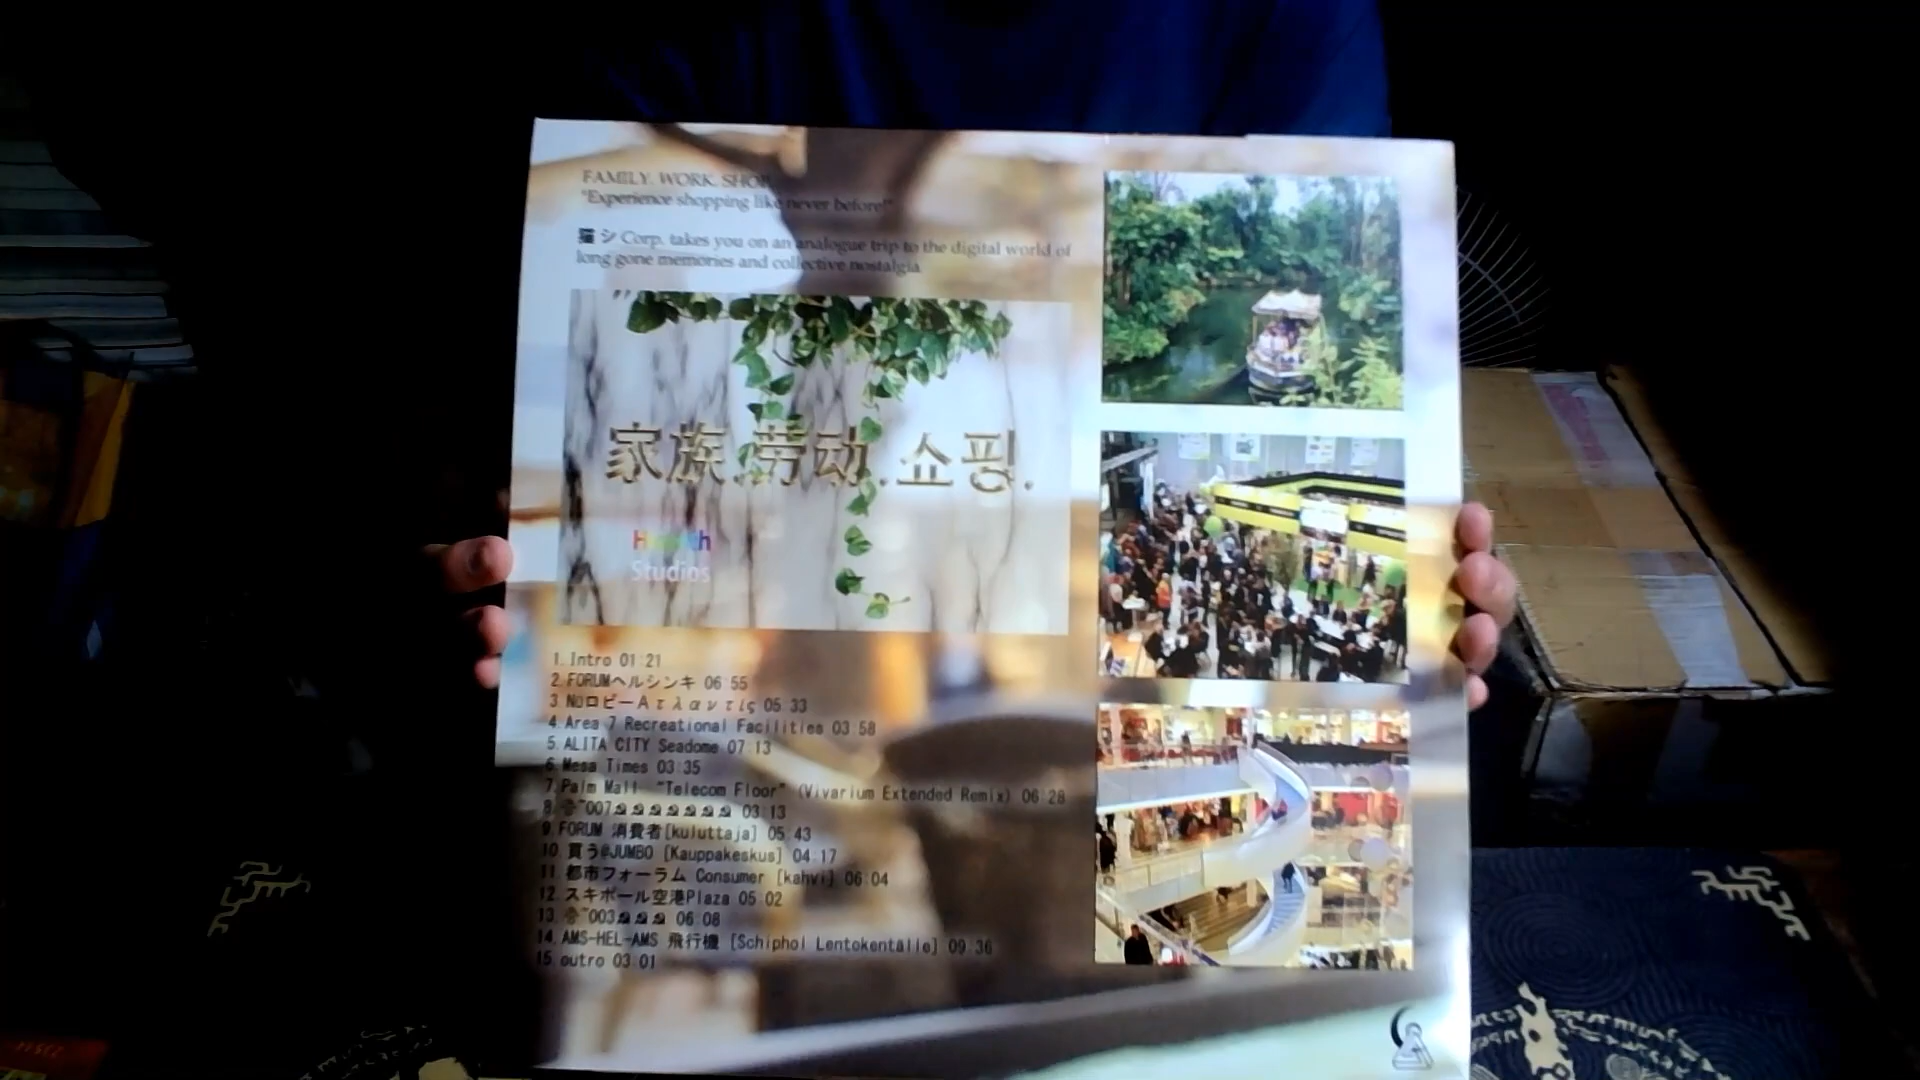 FAMILY. WORK. SHOP.
"Experience shopping like never before!"
猫 シ Corp. takes you on an analogue trip to the digital world of
long gone memories and collective nostalgia
家族.劳动.쇼핑.
Studios
1.Intro 01:21
2.FORUMヘルシンキ 06:55
3 NUロビーAτλαντίς 05:33
4.Area 7 Recreational Facilities 03:58
5.ALITA CITY Seadome 07:13
6.Mesa Times 03:35
7.Palm Mall "Telecom Floor" (Vivarium Extended Remix) 06:28
8. 007 03:13
9.FORUM 消費者[kuluttaja] 05:43
10.買う@JUMBO [Kauppakeskus] 04:17
11.都市フォーラム Consumer [kahvi] 06:04
12.スキポール空港Plaza 05:02
13. 003 06:08
14.AMS-HEL-AMS 飛行機 [Schiphol Lentokentälle] 09:36
15.outro 03:01